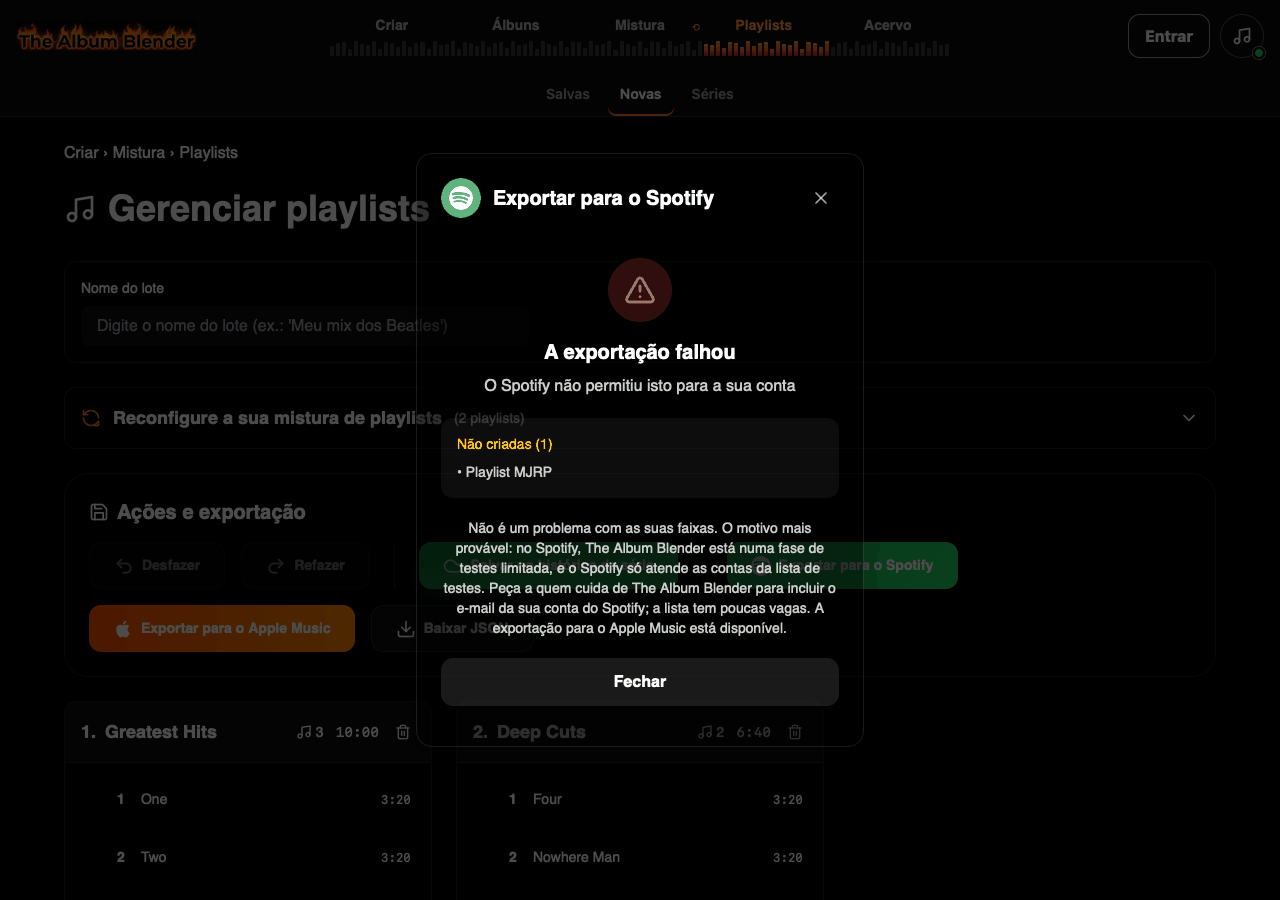 The Album Blender
Criar
Álbuns
Mistura
Playlists
Acervo
Entrar
Salvas
Novas
Séries
Criar › Mistura › Playlists
Gerenciar playlists
Exportar para o Spotify
Nome do lote
Digite o nome do lote (ex.: 'Meu mix dos Beatles')
A exportação falhou
O Spotify não permitiu isto para a sua conta
Reconfigure a sua mistura de playlists (2 playlists)
Não criadas (1)
• Playlist MJRP
Ações e exportação
Não é um problema com as suas faixas. O motivo mais
provável: no Spotify, The Album Blender está numa fase de
testes limitada, e o Spotify só atende as contas da lista de
testes. Peça a quem cuida de The Album Blender para incluir o
e-mail da sua conta do Spotify; a lista tem poucas vagas. A
exportação para o Apple Music está disponível.
Desfazer
Refazer
Exportar para o Spotify
Exportar para o Apple Music
Baixar JSON
Fechar
1. Greatest Hits 3 10:00
1 One 3:20
2 Two 3:20
2. Deep Cuts 2 6:40
1 Four 3:20
2 Nowhere Man 3:20